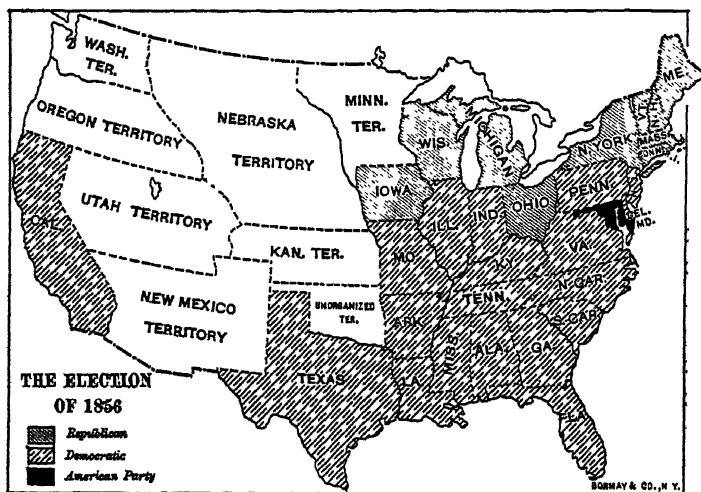 WASH.
TER.
OREGON TERRITORY
NEBRASKA
TERRITORY
MINN.
TER.
WIS.
MICHIGAN
ME.
VT.
N.H.
MASS.
CONN.
R.I.
N.YORK
PENN.
N.J.
IOWA
OHIO
IND.
ILL.
DEL.
MD.
UTAH TERRITORY
CAL.
KAN. TER.
MO.
KY.
VA.
NEW MEXICO
TERRITORY
UNORGANIZED
TER.
TENN.
N.CAR.
S.CAR.
ARK.
MISS.
ALA.
GA.
TEXAS
LA.
FLA.
THE ELECTION
OF 1856
Republican
Democratic
American Party
BORMAY & CO., N.Y.